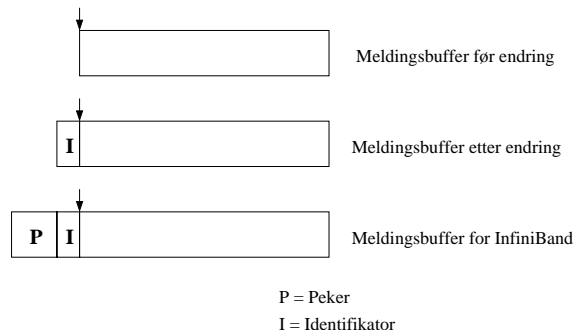 Meldingsbuffer før endring
I
Meldingsbuffer etter endring
P I
Meldingsbuffer for InfiniBand
P = Peker
I = Identifikator